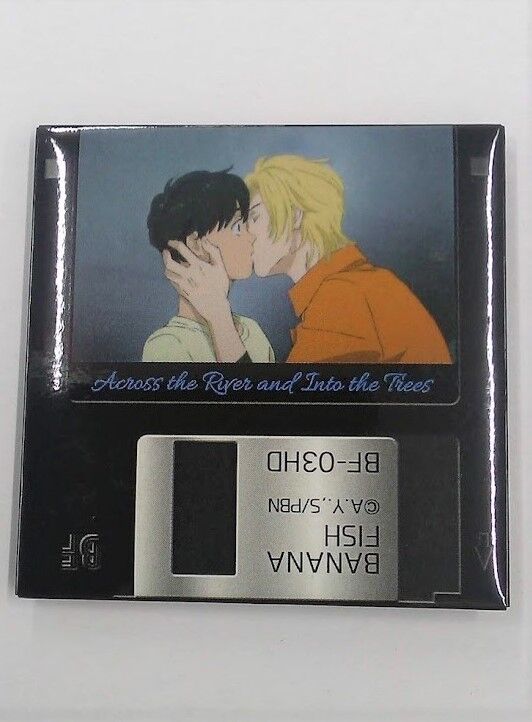 Across the River and Into the Trees
BANANA
FISH
©A.Y.,S/PBN
BF-03HD